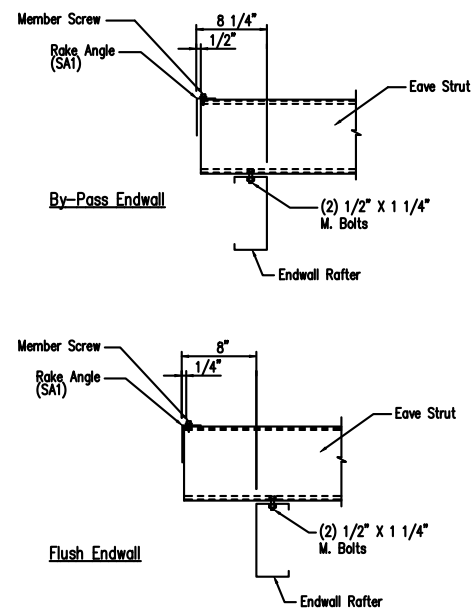 Member Screw
8 1/4"
1/2"
Rake Angle
(SA1)
Eave Strut
By-Pass Endwall
(2) 1/2" X 1 1/4"
M. Bolts
Endwall Rafter
Member Screw
8"
1/4"
Rake Angle
(SA1)
Eave Strut
(2) 1/2" X 1 1/4"
M. Bolts
Flush Endwall
Endwall Rafter